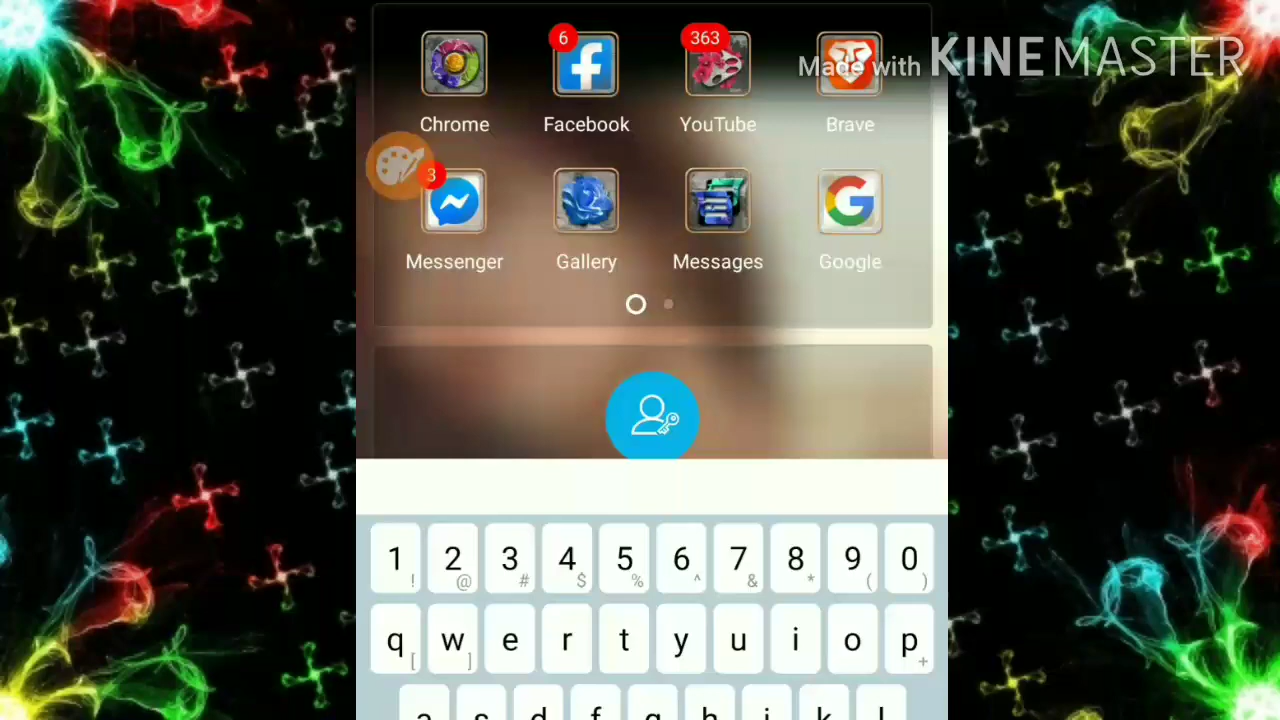 6
363
Made with KINEMASTER
Chrome
Facebook
YouTube
Brave
3
Messenger
Gallery
Messages
Google
1 2 3 4 5 6 7 8 9 0
! @ # $ % ^ & * ( )
q w e r t y u i o p
[ ] +
a s d f g h j k l